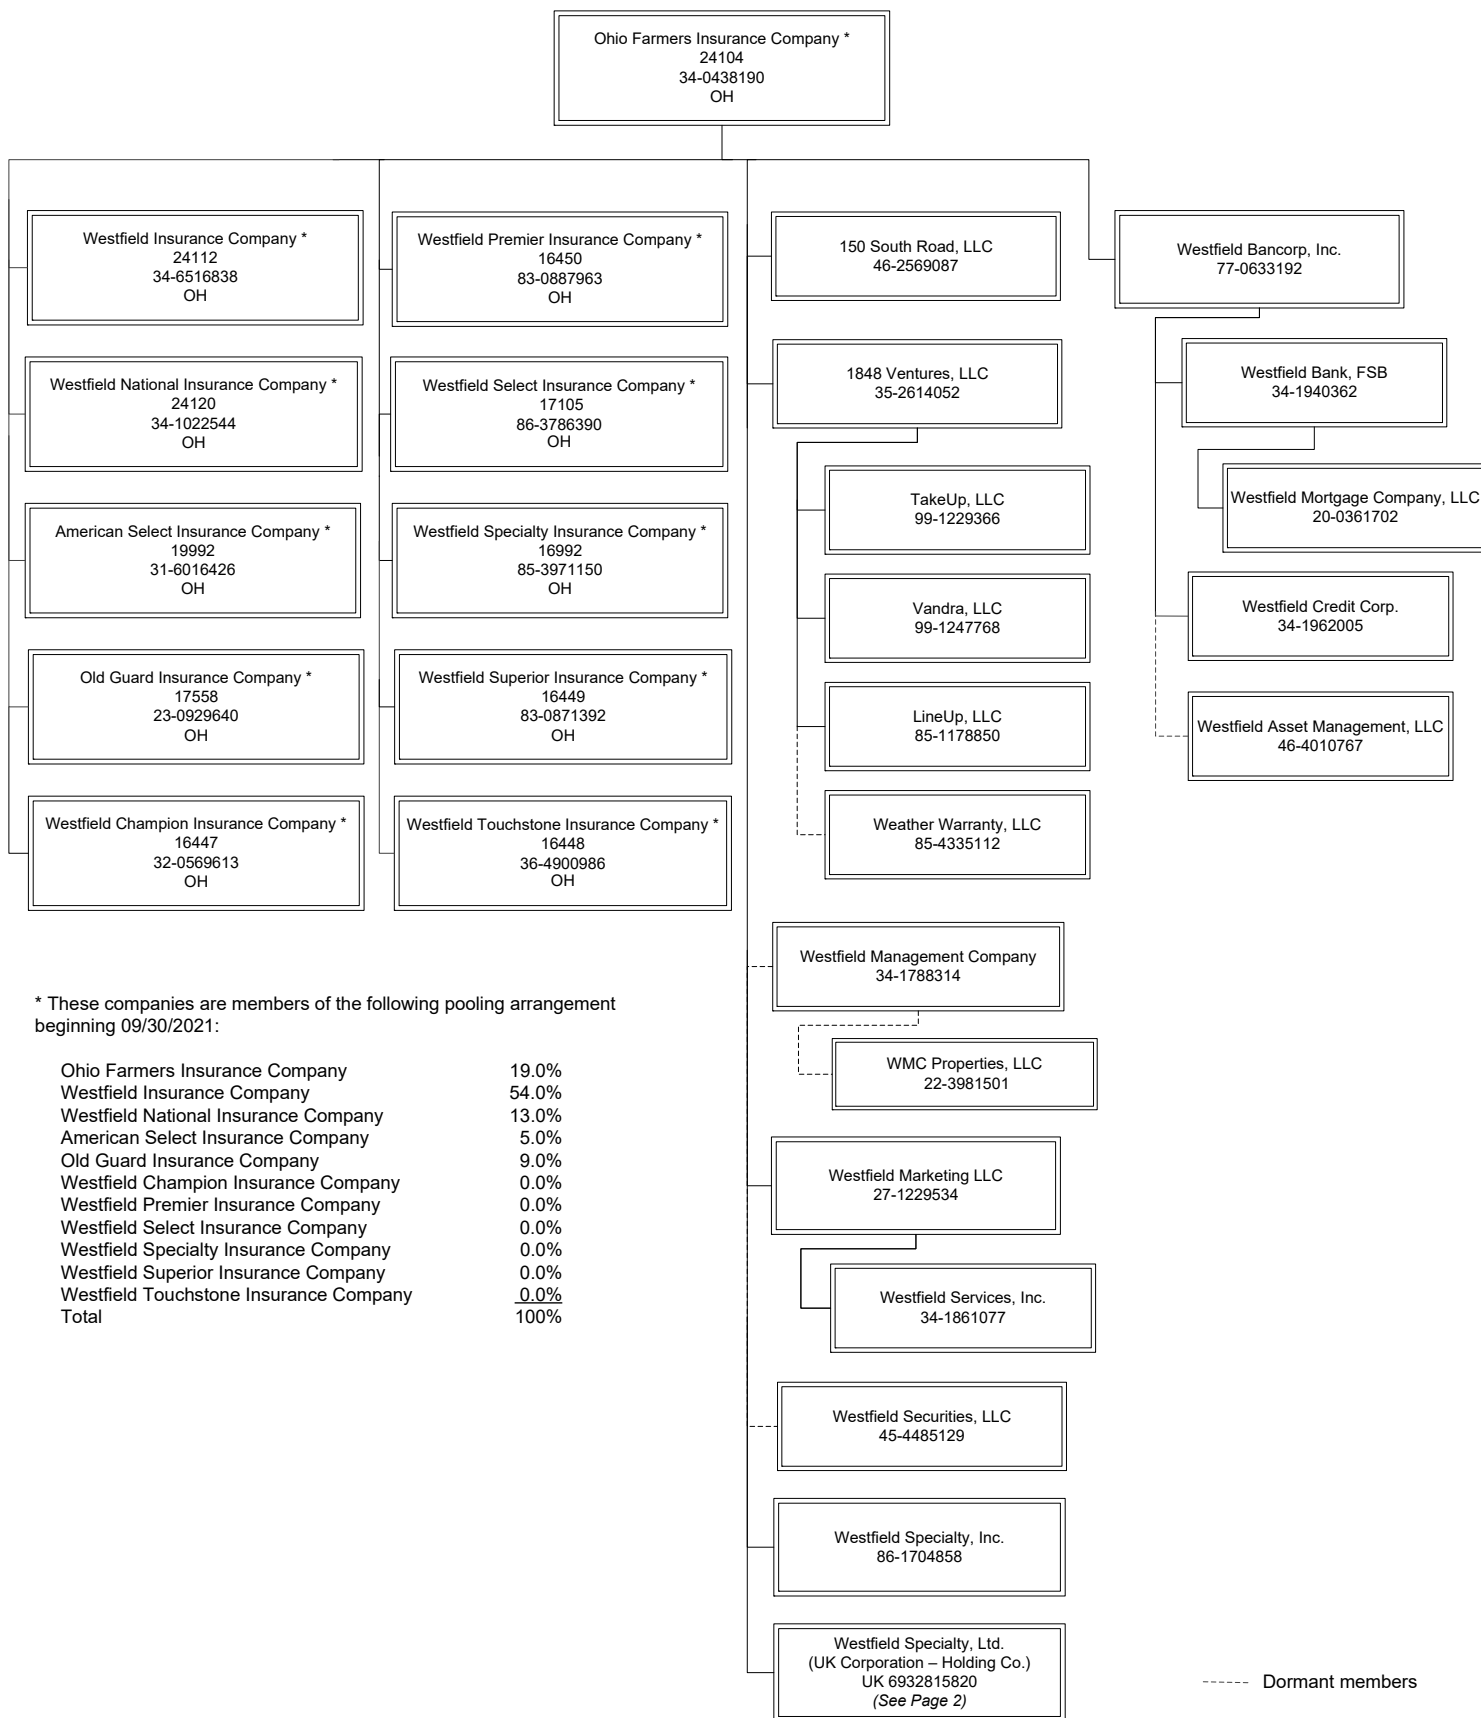 Ohio Farmers Insurance Company *
24104
34-0438190
OH
Westfield Insurance Company *
24112
34-6516838
OH
Westfield National Insurance Company *
24120
34-1022544
OH
American Select Insurance Company *
19992
31-6016426
OH
Old Guard Insurance Company *
17558
23-0929640
OH
Westfield Champion Insurance Company *
16447
32-0569613
OH
Westfield Premier Insurance Company *
16450
83-0887963
OH
Westfield Select Insurance Company *
17105
86-3786390
OH
Westfield Specialty Insurance Company *
16992
85-3971150
OH
Westfield Superior Insurance Company *
16449
83-0871392
OH
Westfield Touchstone Insurance Company *
16448
36-4900986
OH
150 South Road, LLC
46-2569087
1848 Ventures, LLC
35-2614052
TakeUp, LLC
99-1229366
Vandra, LLC
99-1247768
LineUp, LLC
85-1178850
Weather Warranty, LLC
85-4335112
Westfield Management Company
34-1788314
WMC Properties, LLC
22-3981501
Westfield Marketing LLC
27-1229534
Westfield Services, Inc.
34-1861077
Westfield Securities, LLC
45-4485129
Westfield Specialty, Inc.
86-1704858
Westfield Specialty, Ltd.
(UK Corporation – Holding Co.)
UK 6932815820
(See Page 2)
Westfield Bancorp, Inc.
77-0633192
Westfield Bank, FSB
34-1940362
Westfield Mortgage Company, LLC
20-0361702
Westfield Credit Corp.
34-1962005
Westfield Asset Management, LLC
46-4010767
* These companies are members of the following pooling arrangement
beginning 09/30/2021:
Ohio Farmers Insurance Company 19.0%
Westfield Insurance Company 54.0%
Westfield National Insurance Company 13.0%
American Select Insurance Company 5.0%
Old Guard Insurance Company 9.0%
Westfield Champion Insurance Company 0.0%
Westfield Premier Insurance Company 0.0%
Westfield Select Insurance Company 0.0%
Westfield Specialty Insurance Company 0.0%
Westfield Superior Insurance Company 0.0%
Westfield Touchstone Insurance Company 0.0%
Total 100%
Dormant members